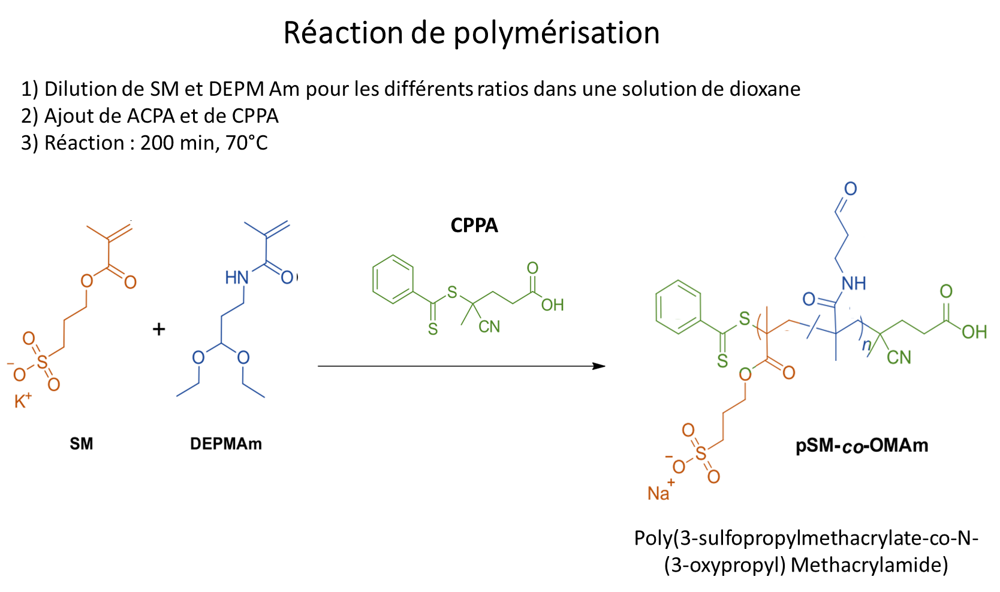 Réaction de polymérisation
1) Dilution de SM et DEPM Am pour les différents ratios dans une solution de dioxane
2) Ajout de ACPA et de CPPA
3) Réaction : 200 min, 70°C
CPPA
O
O
HN
O
O
O
S
O
⁻O
O
K⁺
+
O
O
S
S
CN
O
OH
O
NH
O
S
S
n
CN
O
OH
O
O
O
S
⁻O
O
Na⁺
SM
DEPMAm
pSM-co-OMAm
Poly(3-sulfopropylmethacrylate-co-N-
(3-oxypropyl) Methacrylamide)